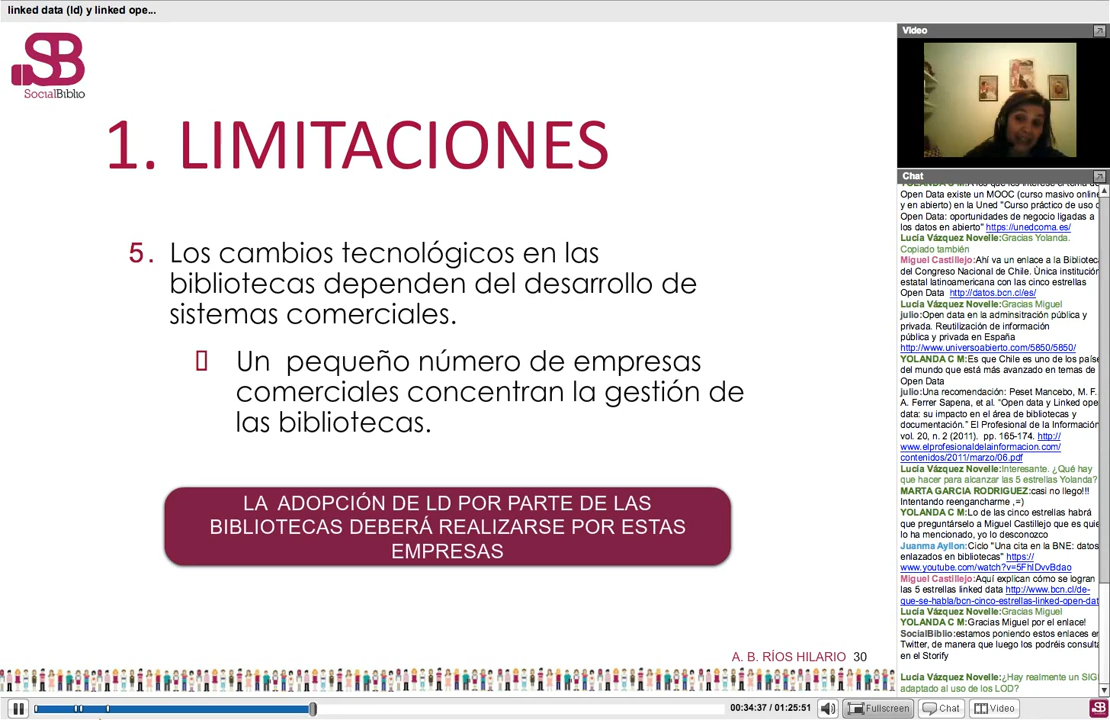 linked data (ld) y linked ope...
SB
SocialBiblio
1. LIMITACIONES
5. Los cambios tecnológicos en las
bibliotecas dependen del desarrollo de
sistemas comerciales.
Un pequeño número de empresas
comerciales concentran la gestión de
las bibliotecas.
LA ADOPCIÓN DE LD POR PARTE DE LAS
BIBLIOTECAS DEBERÁ REALIZARSE POR ESTAS
EMPRESAS
A. B. RÍOS HILARIO 30
Video
Chat
Open Data existe un MOOC (curso masivo online
y en abierto) en la Uned "Curso práctico de uso d
Open Data: oportunidades de negocio ligadas a
los datos en abierto" https://unedcoma.es/
Lucía Vázquez Novelle:Gracias Yolanda.
Copiado también
Miguel Castillejo:Ahí va un enlace a la Bibliotec
del Congreso Nacional de Chile. Única institución
estatal latinoamericana con las cinco estrellas
Open Data http://datos.bcn.cl/es/
Lucía Vázquez Novelle:Gracias Miguel
julio:Open data en la adminsitración pública y
privada. Reutilización de información
pública y privada en España
http://www.universoabierto.com/5850/5850/
YOLANDA C M:Es que Chile es uno de los paíse
del mundo que está más avanzado en temas de
Open Data
julio:Una recomendación: Peset Mancebo, M. F.
A. Ferrer Sapena, et al. "Open data y Linked ope
data: su impacto en el área de bibliotecas y
documentación." El Profesional de la Información
vol. 20, n. 2 (2011). pp. 165-174. http://
www.elprofesionaldelainformacion.com/
contenidos/2011/marzo/06.pdf
Lucía Vázquez Novelle:Interesante. ¿Qué hay
que hacer para alcanzar las 5 estrellas Yolanda?
MARTA GARCIA RODRIGUEZ:casi no llego!!!
Intentando reengancharme ,=)
YOLANDA C M:Lo de las cinco estrellas habrá
que preguntárselo a Miguel Castillejo que es quie
lo ha mencionado, yo lo desconozco
Juanma Ayllon:Ciclo "Una cita en la BNE: datos
enlazados en bibliotecas" https://
www.youtube.com/watch?v=5FhIDvvBdao
Miguel Castillejo:Aquí explican cómo se logran
las 5 estrellas linked data http://www.bcn.cl/de-
que-se-habla/bcn-cinco-estrellas-linked-open-dat
Lucía Vázquez Novelle:Gracias Miguel
YOLANDA C M:Gracias Miguel por el enlace!
SocialBiblio:estamos poniendo estos enlaces en
Twitter, de manera que luego los podréis consulta
en el Storify
Lucía Vázquez Novelle:¿Hay realmente un SIG
adaptado al uso de los LOD?
00:34:37 / 01:25:51
Fullscreen
Chat
Video
SB